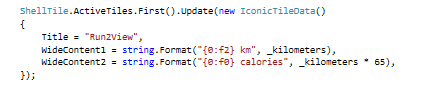 ShellTile.ActiveTiles.First().Update(new IconicTileData()
{
Title = "Run2View",
WideContent1 = string.Format("{0:f2} km", _kilometers),
WideContent2 = string.Format("{0:f0} calories", _kilometers * 65),
});